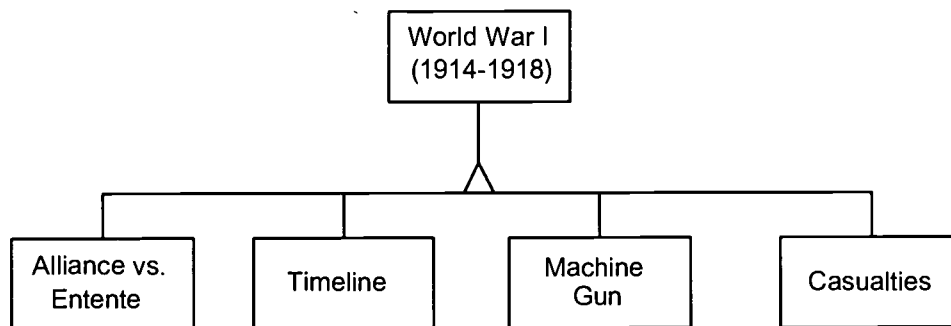 World War I
(1914-1918)
Alliance vs.
Entente
Timeline
Machine
Gun
Casualties